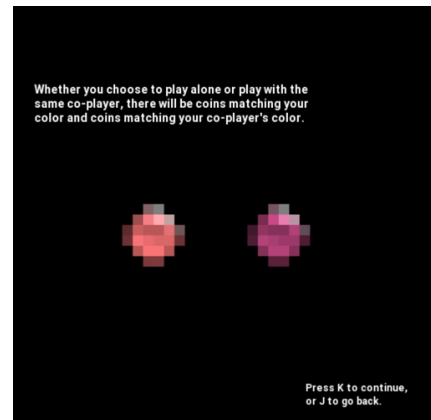 Whether you choose to play alone or play with the
same co-player, there will be coins matching your
color and coins matching your co-player's color.
Press K to continue,
or J to go back.